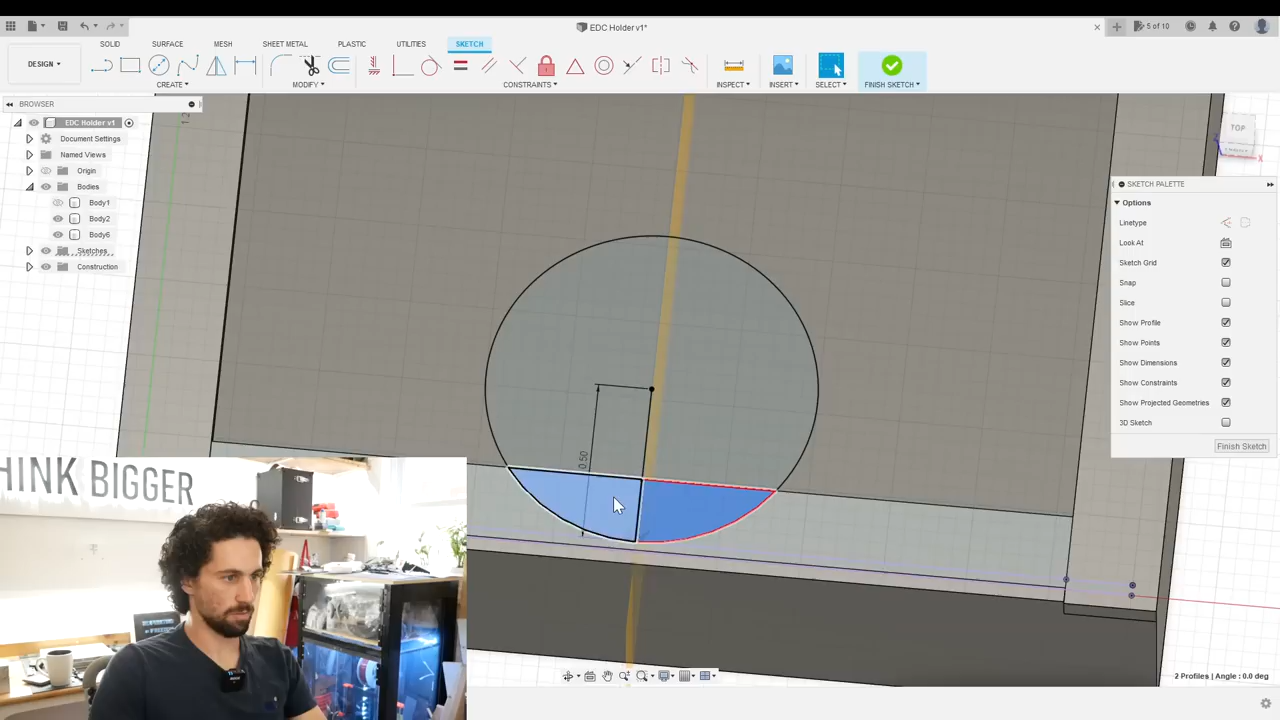 EDC Holder v1*
5 of 10
DESIGN
SOLID
SURFACE
MESH
SHEET METAL
PLASTIC
UTILITIES
SKETCH
CREATE
MODIFY
CONSTRAINTS
INSPECT
INSERT
SELECT
FINISH SKETCH
BROWSER
EDC Holder v1
Document Settings
Named Views
Origin
Bodies
Body1
Body2
Body6
Sketches
Construction
TOP
X
SKETCH PALETTE
Options
Linetype
Look At
Sketch Grid
Snap
Slice
Show Profile
Show Points
Show Dimensions
Show Constraints
Show Projected Geometries
3D Sketch
Finish Sketch
0.50
HINK BIGGER
2 Profiles | Angle : 0.0 deg